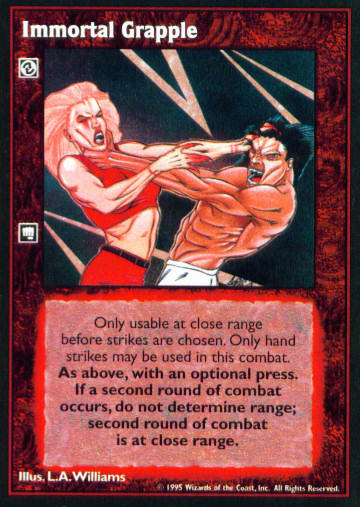 Immortal Grapple
Only usable at close range
before strikes are chosen. Only hand
strikes may be used in this combat.
As above, with an optional press.
If a second round of combat
occurs, do not determine range;
second round of combat
is at close range.
Illus. L.A. Williams
© 1995 Wizards of the Coast, Inc. All Rights Reserved.